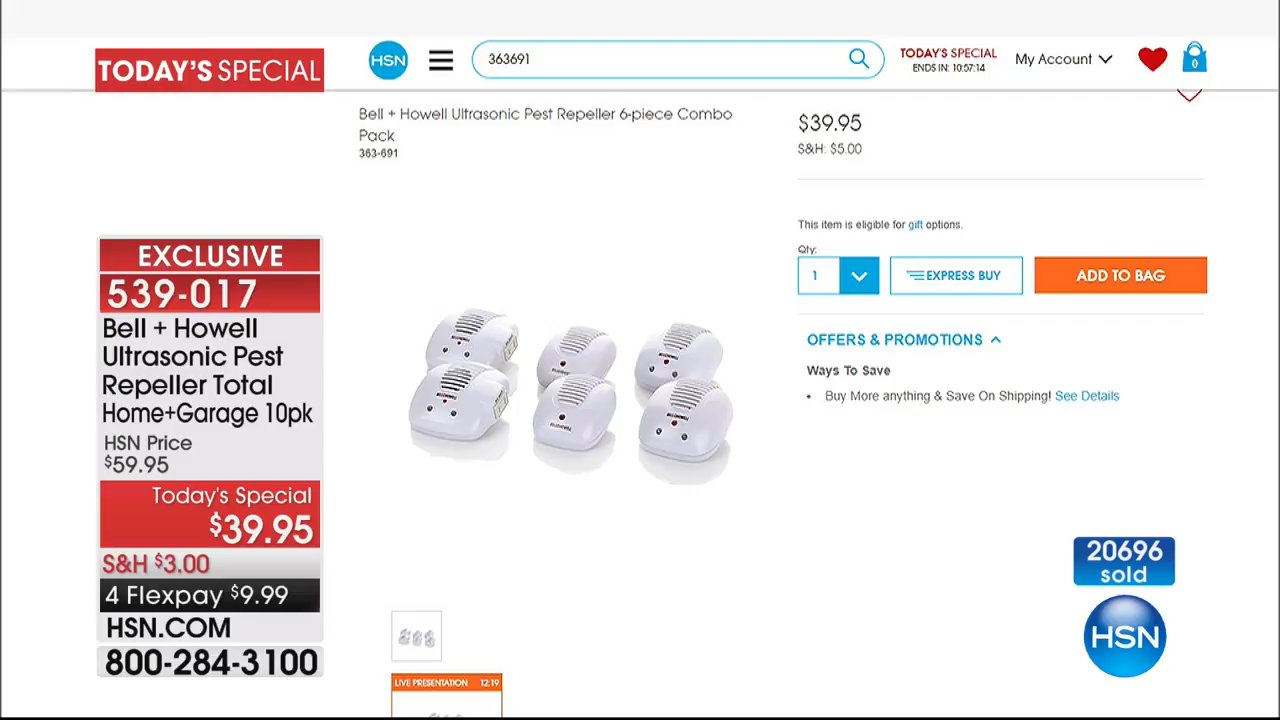 TODAY'S SPECIAL
HSN
363691
TODAY'S SPECIAL
ENDS IN: 10:57:14
My Account
0
Bell + Howell Ultrasonic Pest Repeller 6-piece Combo
Pack
363-691
$39.95
S&H: $5.00
This item is eligible for gift options.
Qty:
1
EXPRESS BUY
ADD TO BAG
OFFERS & PROMOTIONS
Ways To Save
• Buy More anything & Save On Shipping! See Details
EXCLUSIVE
539-017
Bell + Howell
Ultrasonic Pest
Repeller Total
Home+Garage 10pk
HSN Price
$59.95
Today's Special
$39.95
S&H $3.00
4 Flexpay $9.99
HSN.COM
800-284-3100
20696
sold
HSN
LIVE PRESENTATION 12:19